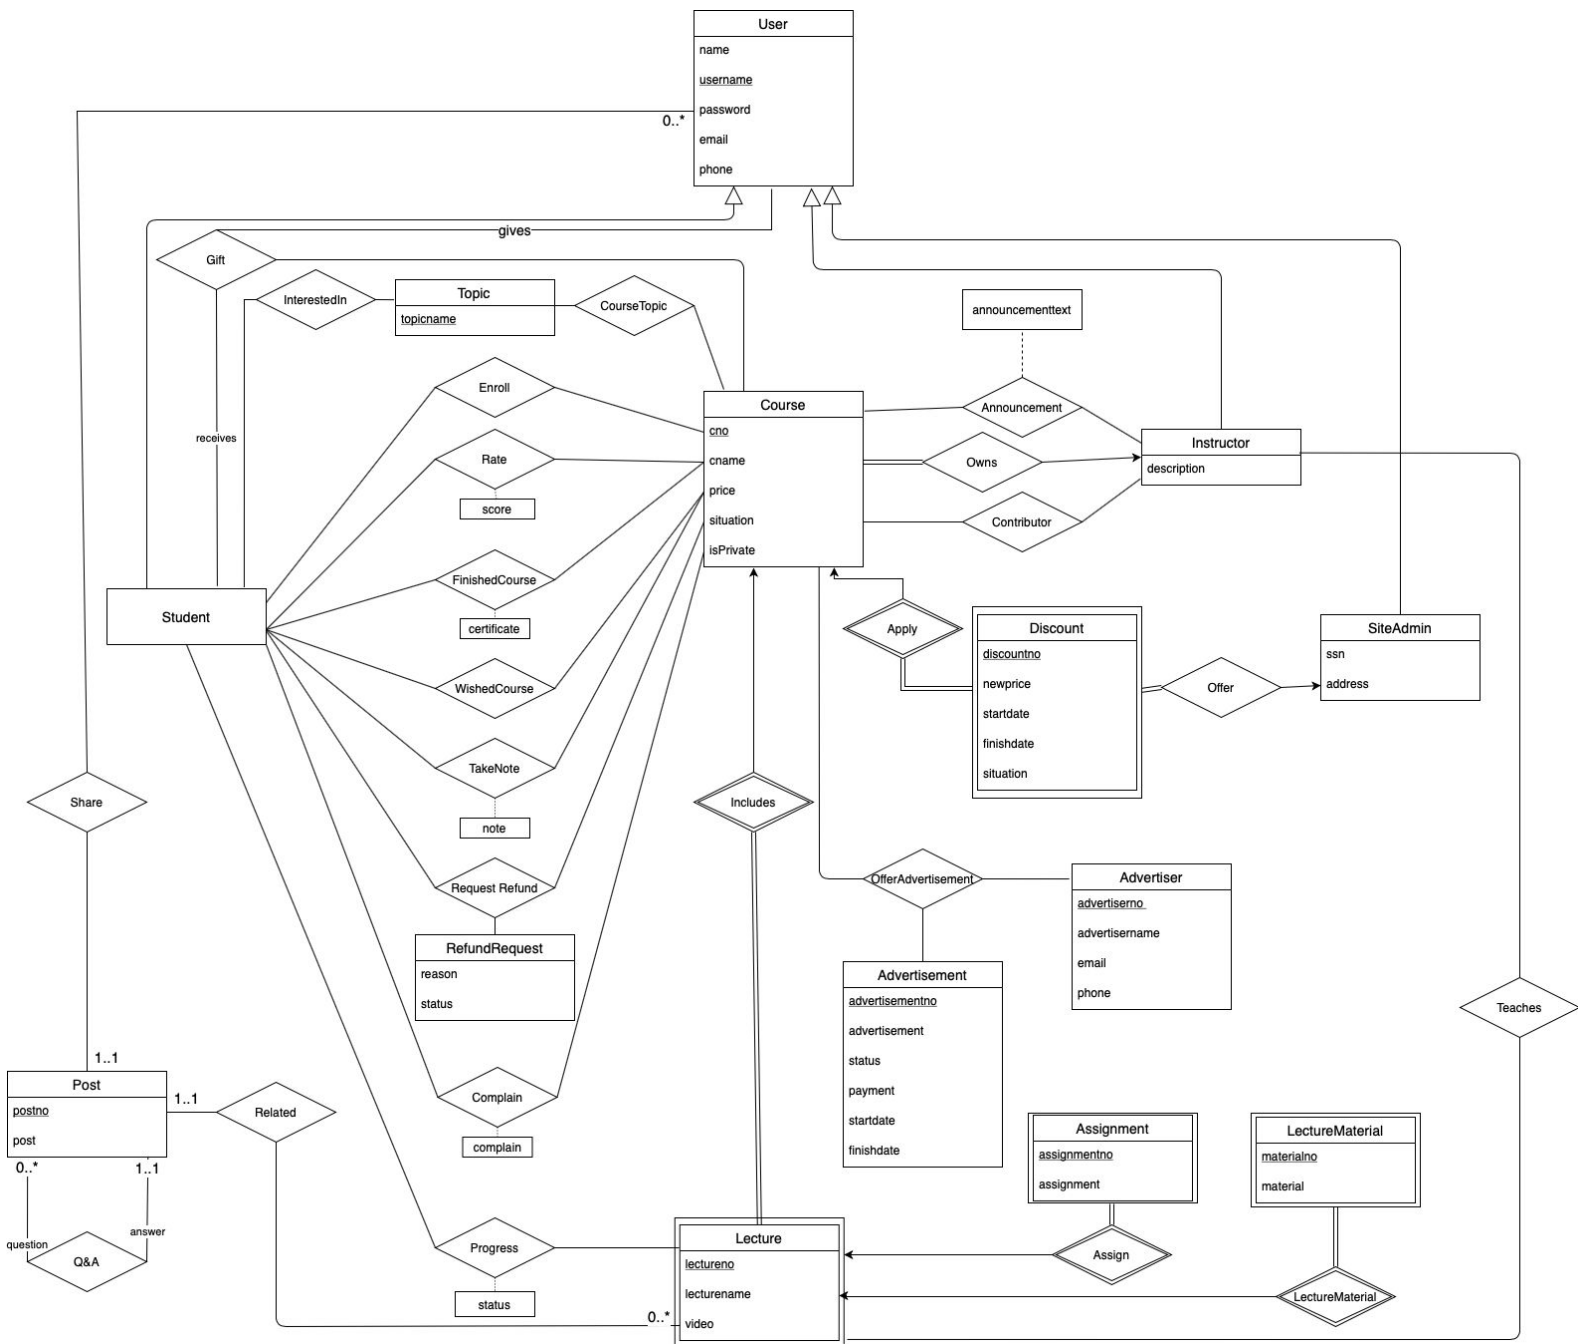 User
name
username
password
email
phone
0..*
gives
Gift
InterestedIn
Topic
topicname
CourseTopic
announcementtext
receives
Enroll
Rate
score
FinishedCourse
certificate
WishedCourse
TakeNote
note
Request Refund
RefundRequest
reason
status
Complain
complain
Course
cno
cname
price
situation
isPrivate
Announcement
Owns
Contributor
Instructor
description
Student
Apply
Discount
discountno
newprice
startdate
finishdate
situation
Offer
SiteAdmin
ssn
address
Share
Includes
OfferAdvertisement
Advertiser
advertiserno
advertisername
email
phone
Advertisement
advertisementno
advertisement
status
payment
startdate
finishdate
Teaches
1..1
Post
postno
post
1..1
Related
0..*
1..1
question
answer
Q&A
Progress
status
Lecture
lectureno
lecturename
video
0..*
Assignment
assignmentno
assignment
Assign
LectureMaterial
materialno
material
LectureMaterial